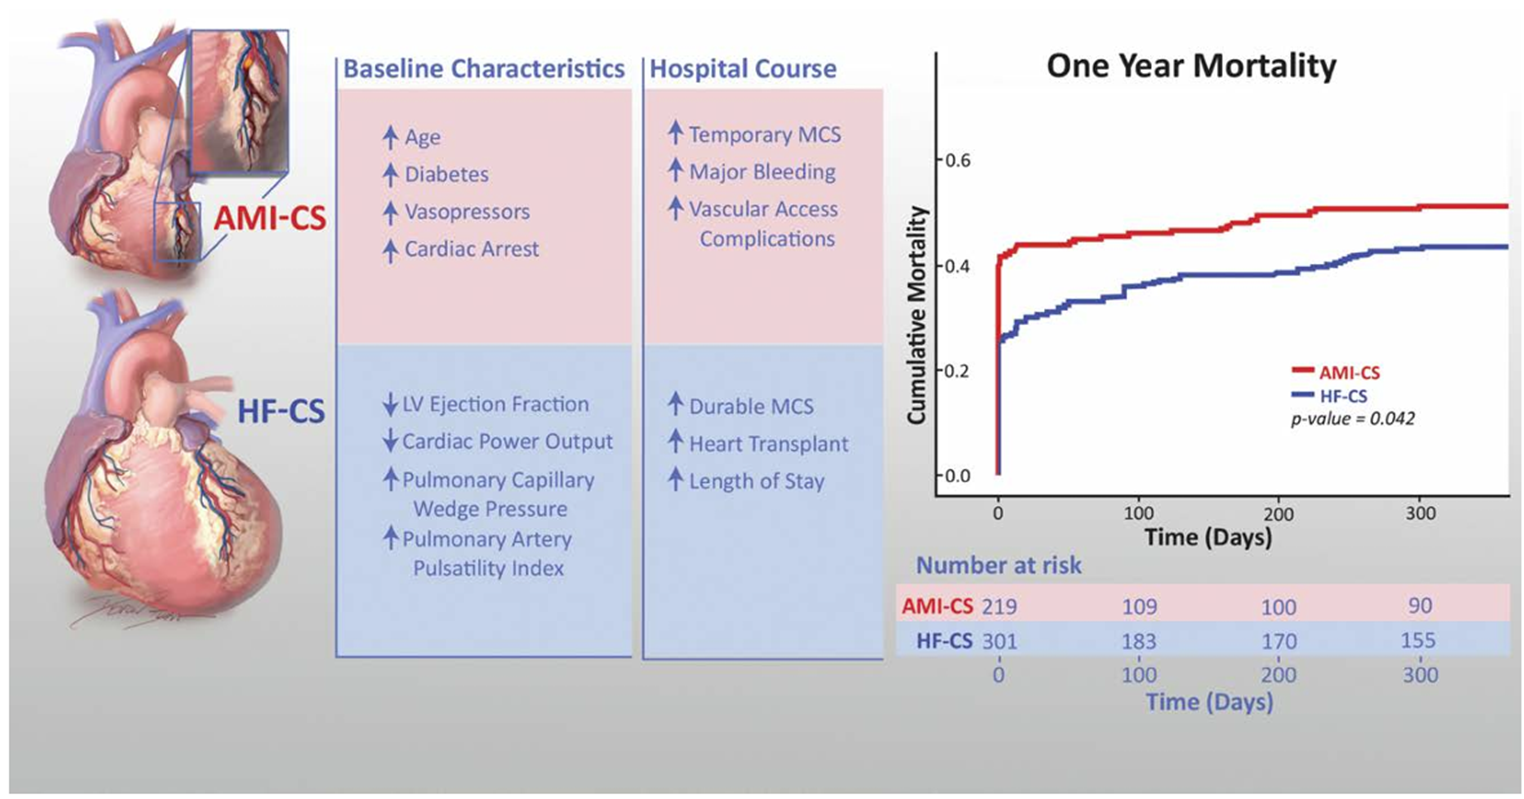 AMI-CS
HF-CS
Baseline Characteristics
Age
Diabetes
Vasopressors
Cardiac Arrest
LV Ejection Fraction
Cardiac Power Output
Pulmonary Capillary
Wedge Pressure
Pulmonary Artery
Pulsatility Index
Hospital Course
Temporary MCS
Major Bleeding
Vascular Access
Complications
Durable MCS
Heart Transplant
Length of Stay
One Year Mortality
Cumulative Mortality
0.6
0.4
0.2
0.0
AMI-CS
HF-CS
p-value = 0.042
0 100 200 300
Time (Days)
Number at risk
AMI-CS 219 109 100 90
HF-CS 301 183 170 155
0 100 200 300
Time (Days)